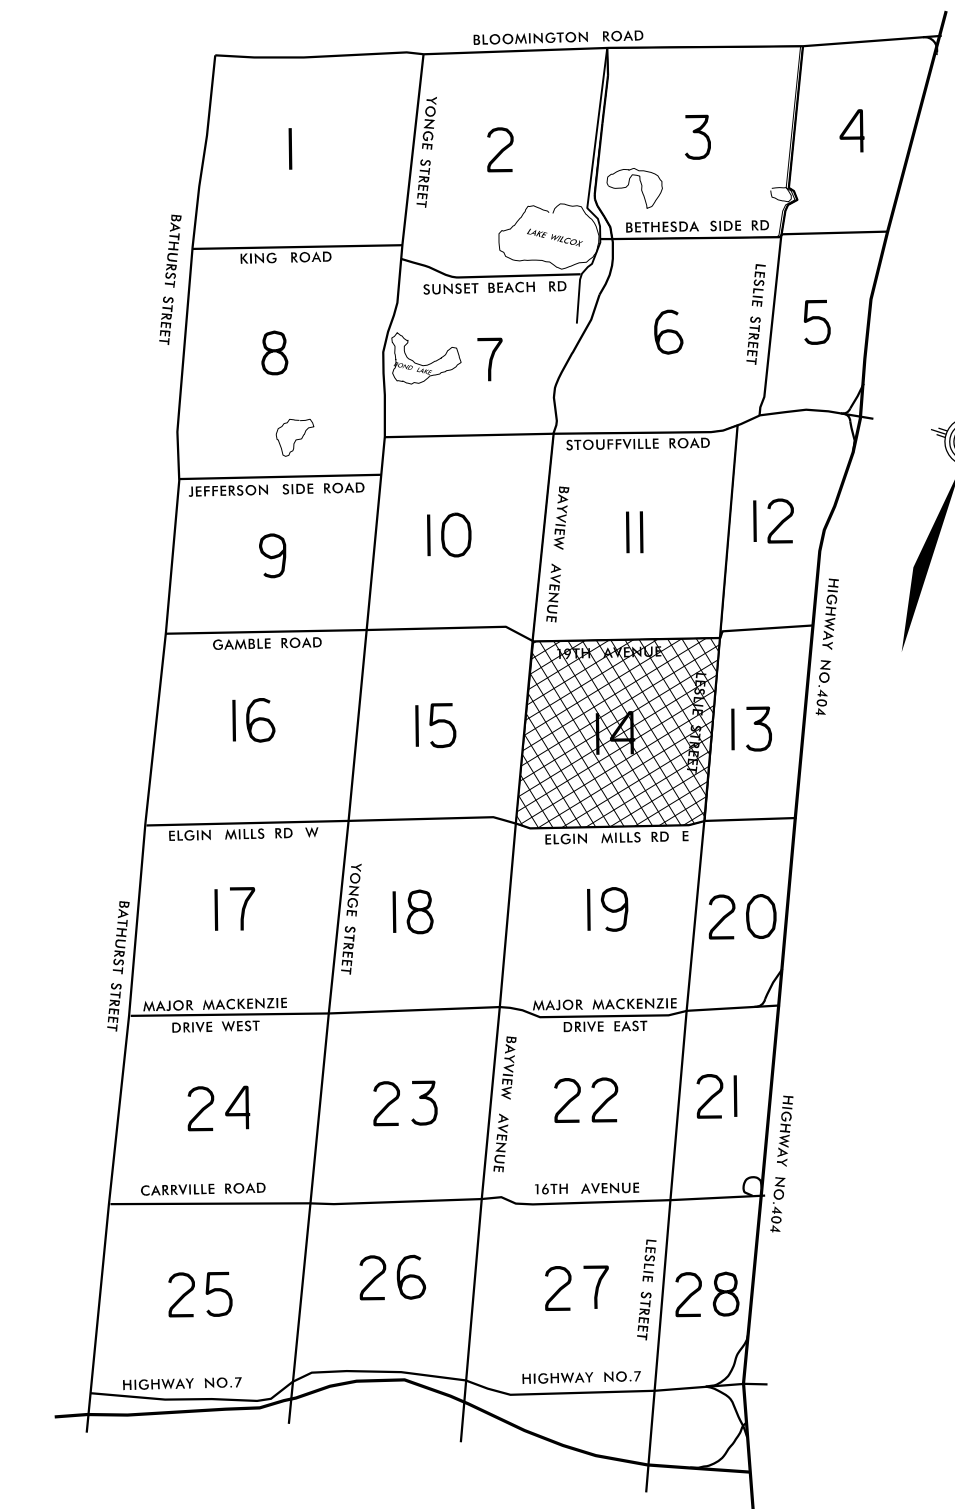 BLOOMINGTON ROAD
YONGE STREET
1
2
3
4
BATHURST STREET
LAKE WILCOX
BETHESDA SIDE RD
KING ROAD
SUNSET BEACH RD
LESLIE STREET
8
7
6
5
BOND LAKE
STOUFFVILLE ROAD
JEFFERSON SIDE ROAD
9
10
BAYVIEW AVENUE
11
12
HIGHWAY NO.404
GAMBLE ROAD
19TH AVENUE
LESLIE STREET
16
15
14
13
ELGIN MILLS RD W
ELGIN MILLS RD E
YONGE STREET
17
18
19
20
BATHURST STREET
MAJOR MACKENZIE
DRIVE WEST
MAJOR MACKENZIE
DRIVE EAST
BAYVIEW AVENUE
24
23
22
21
HIGHWAY NO.404
CARRVILLE ROAD
16TH AVENUE
LESLIE STREET
25
26
27
28
HIGHWAY NO.7
HIGHWAY NO.7